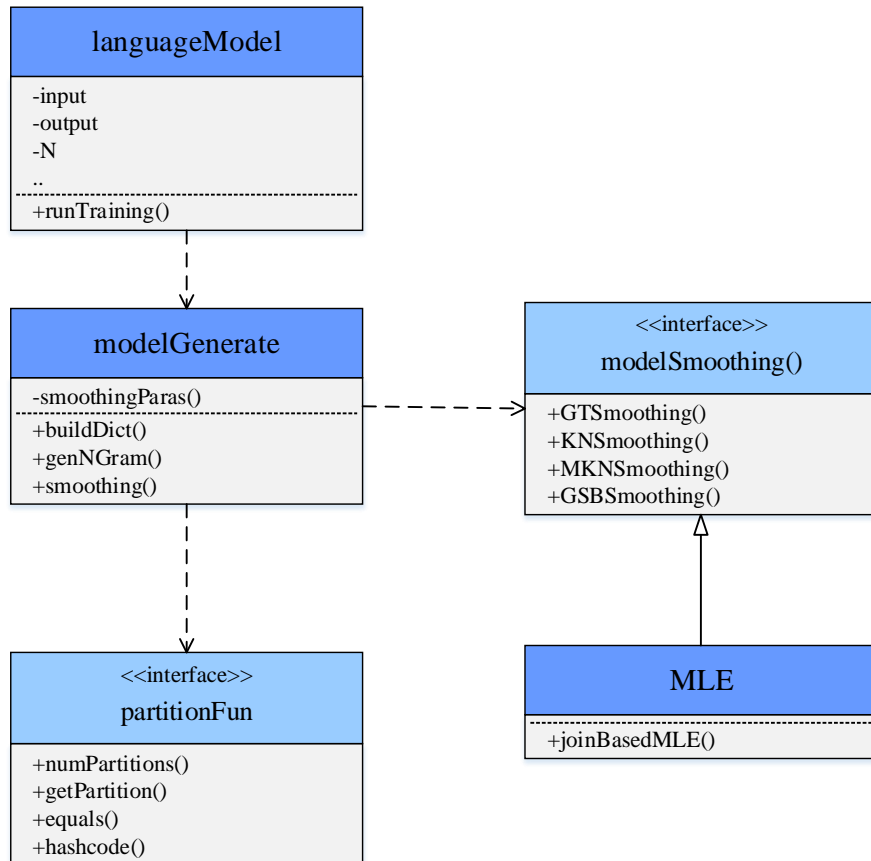 languageModel
-input
-output
-N
..
+runTraining()
modelGenerate
-smoothingParas()
+buildDict()
+genNGram()
+smoothing()
<<interface>>
modelSmoothing()
+GTSmoothing()
+KNSmoothing()
+MKNSmoothing()
+GSBSmoothing()
<<interface>>
partitionFun
+numPartitions()
+getPartition()
+equals()
+hashcode()
MLE
+joinBasedMLE()